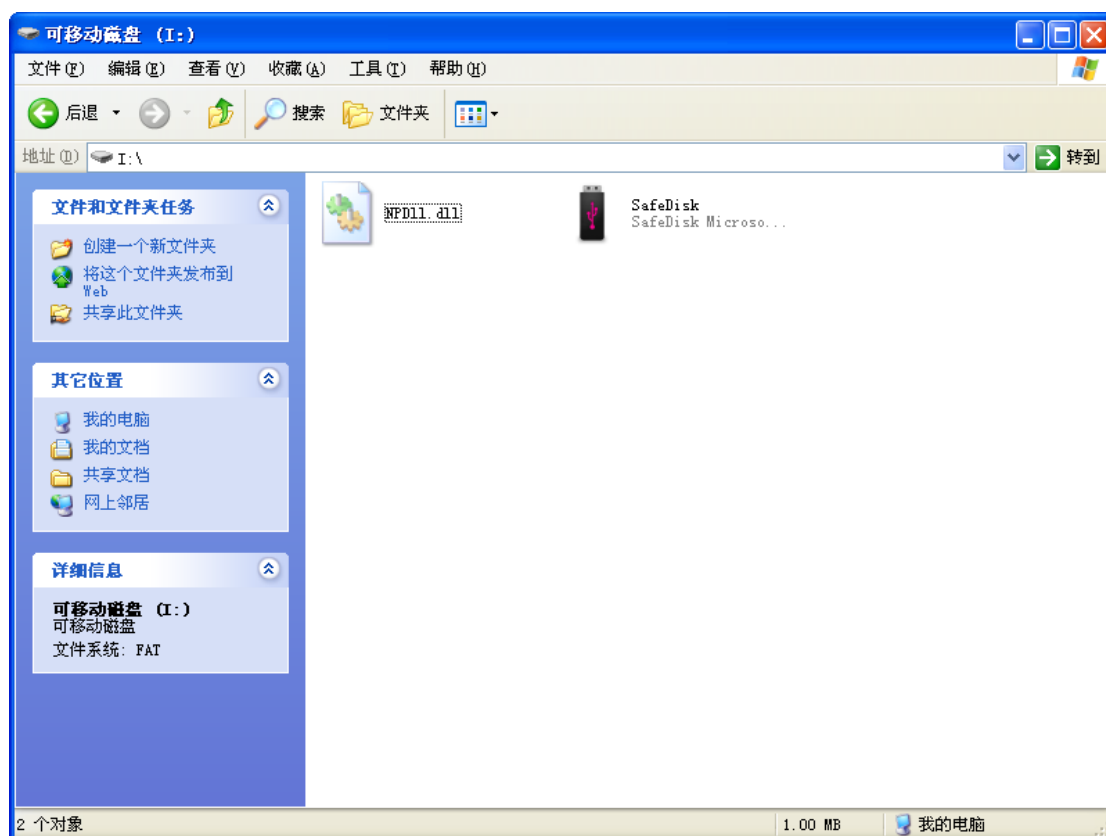 可移动磁盘 (I:)
文件(F) 编辑(E) 查看(V) 收藏(A) 工具(T) 帮助(H)
后退 搜索 文件夹
地址(D) I:\ 转到
文件和文件夹任务
创建一个新文件夹
将这个文件夹发布到
Web
共享此文件夹
其它位置
我的电脑
我的文档
共享文档
网上邻居
详细信息
可移动磁盘 (I:)
可移动磁盘
文件系统: FAT
NPDll.dll
SafeDisk
SafeDisk Microso...
2 个对象 1.00 MB 我的电脑